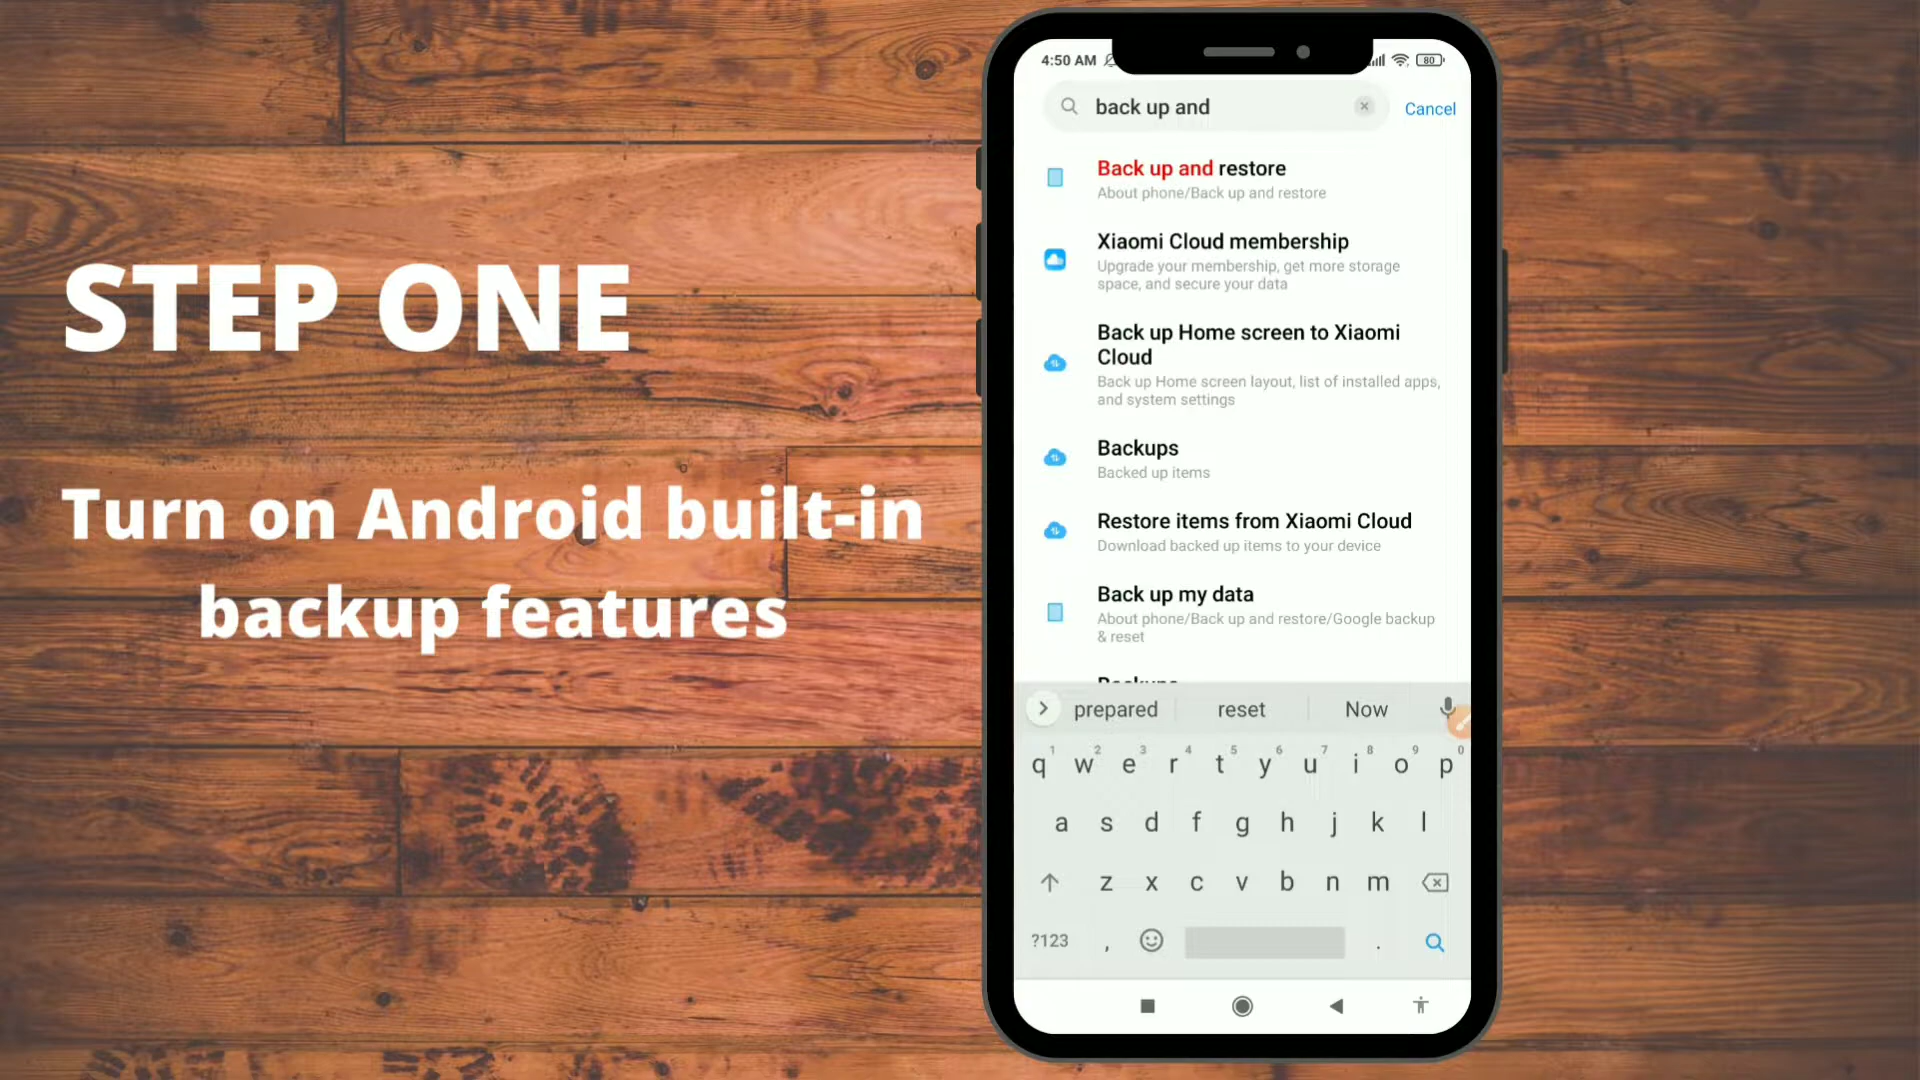 STEP ONE
Turn on Android built-in
backup features
4:50 AM
80
back up and
Cancel
Back up and restore
About phone/Back up and restore
Xiaomi Cloud membership
Upgrade your membership, get more storage
space, and secure your data
Back up Home screen to Xiaomi
Cloud
Back up Home screen layout, list of installed apps,
and system settings
Backups
Backed up items
Restore items from Xiaomi Cloud
Download backed up items to your device
Back up my data
About phone/Back up and restore/Google backup
& reset
Backups
prepared reset Now
1 2 3 4 5 6 7 8 9 0
q w e r t y u i o p
a s d f g h j k l
z x c v b n m
?123 , .